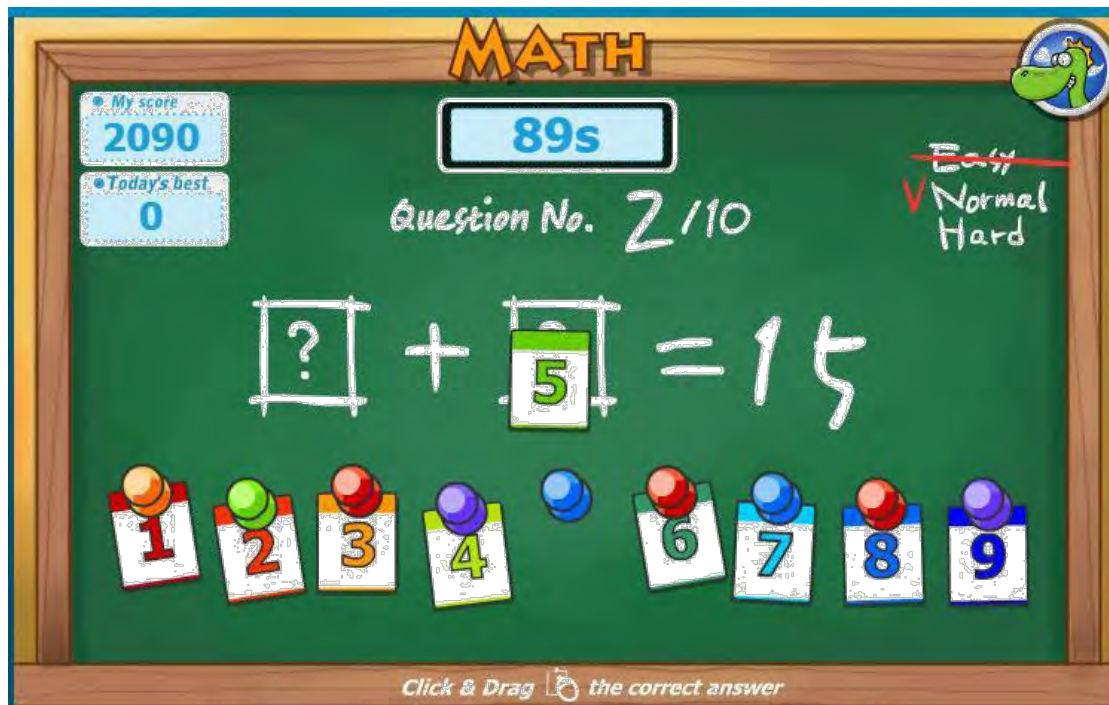 MATH
My score
2090
Today's best
0
89s
Easy
Normal
Hard
Question No. 2/10
? + 5 = 15
1 2 3 4 6 7 8 9
Click & Drag the correct answer